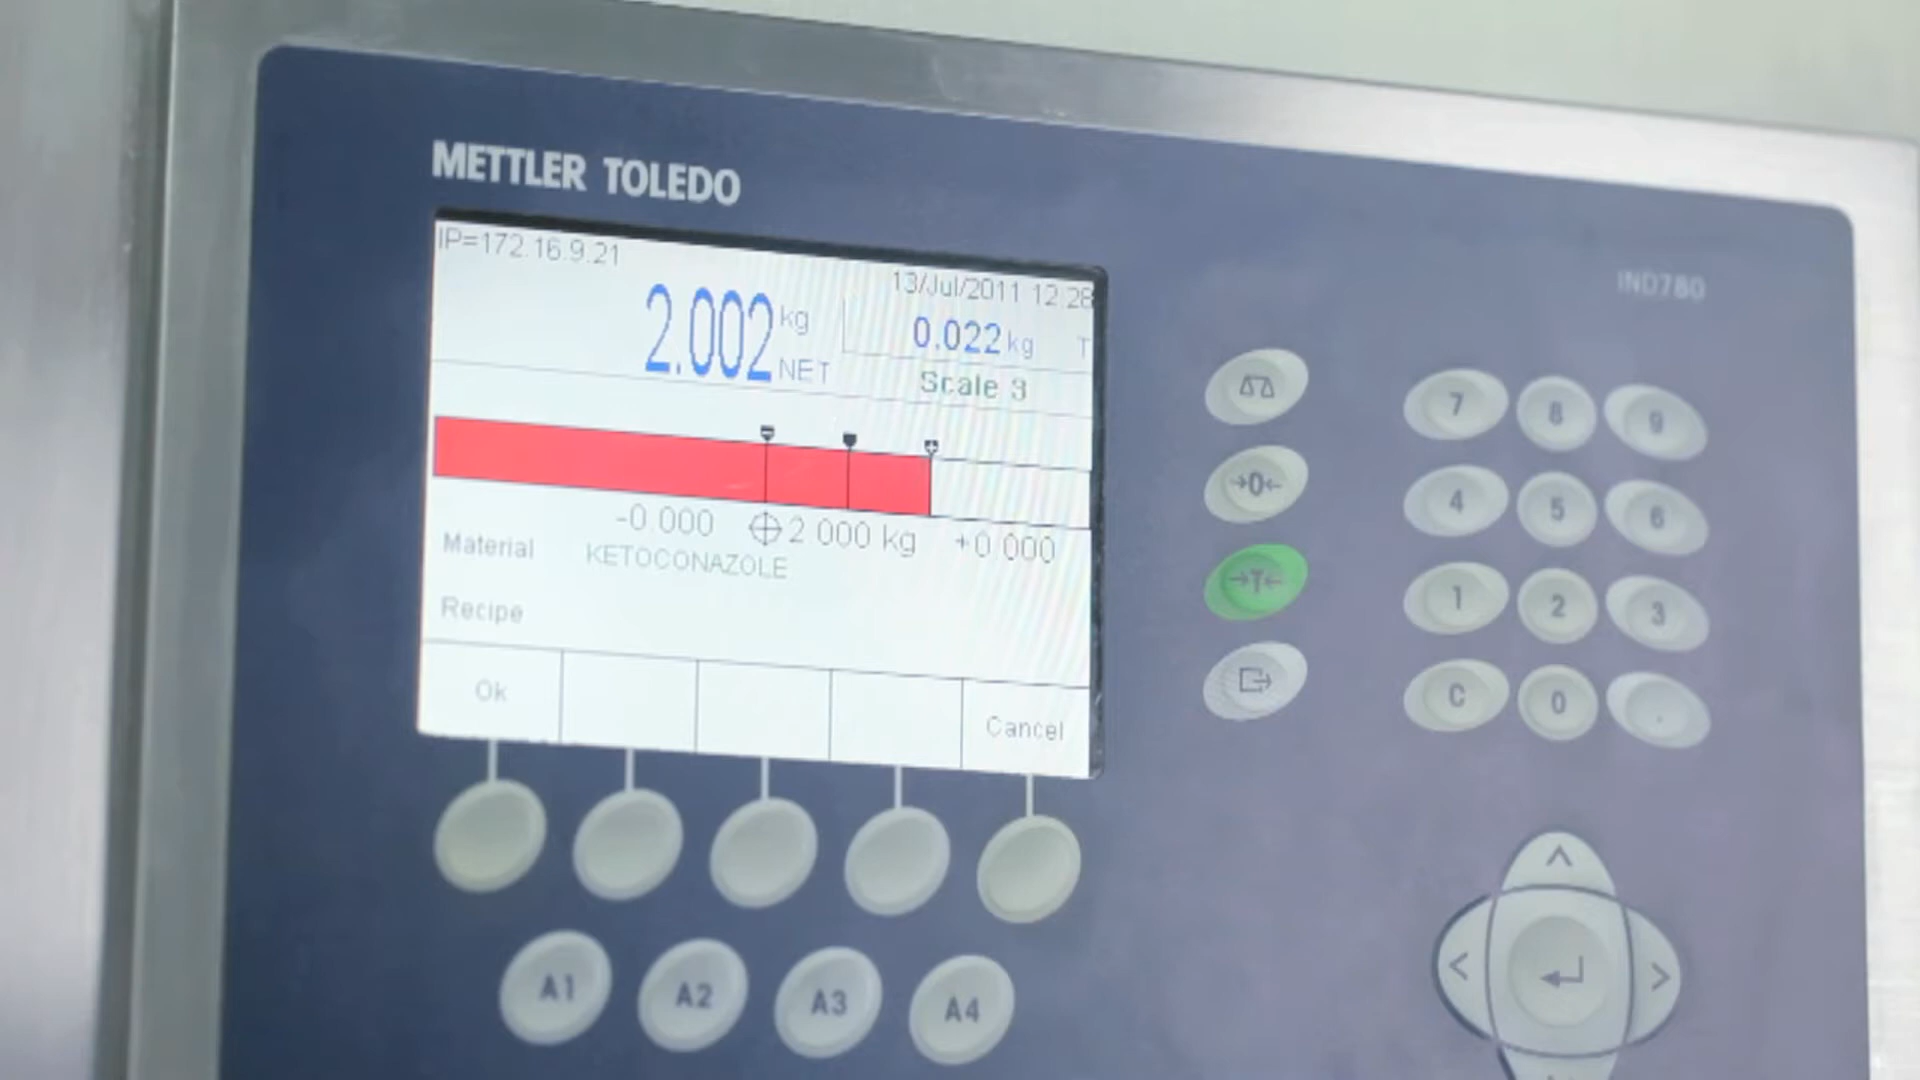 METTLER TOLEDO
IND780
IP=172.16.9.21
13/Jul/2011 12:28
2.002 kg NET
0.022 kg T
Scale 3
-0.000 2.000 kg +0.000
Material KETOCONAZOLE
Recipe
Ok Cancel
7 8 9
→0←
4 5 6
→T←
1 2 3
C 0 .
A1 A2 A3 A4